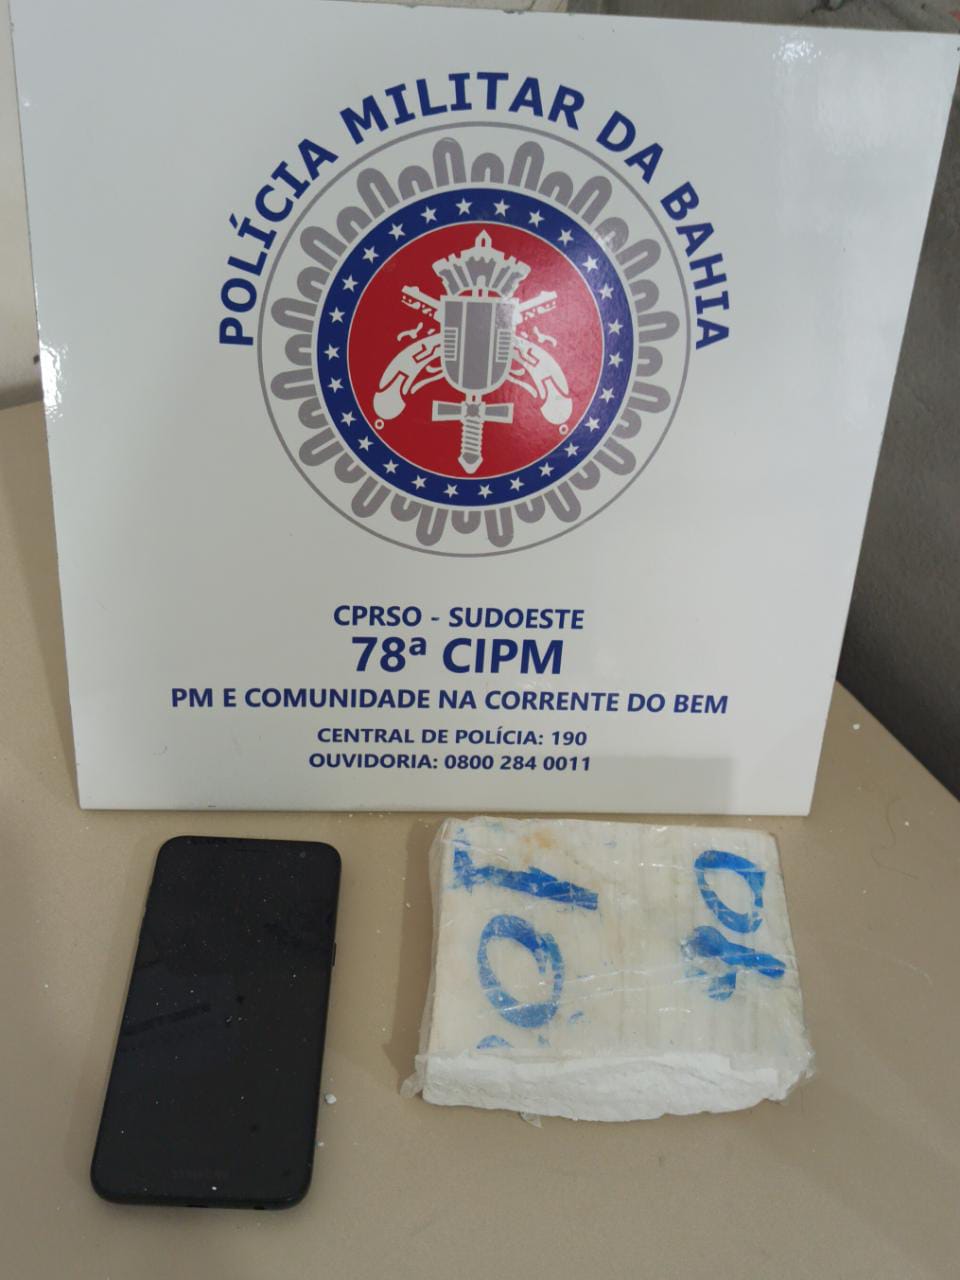 POLÍCIA MILITAR DA BAHIA
CPRSO - SUDOESTE
78ª CIPM
PM E COMUNIDADE NA CORRENTE DO BEM
CENTRAL DE POLÍCIA: 190
OUVIDORIA: 0800 284 0011